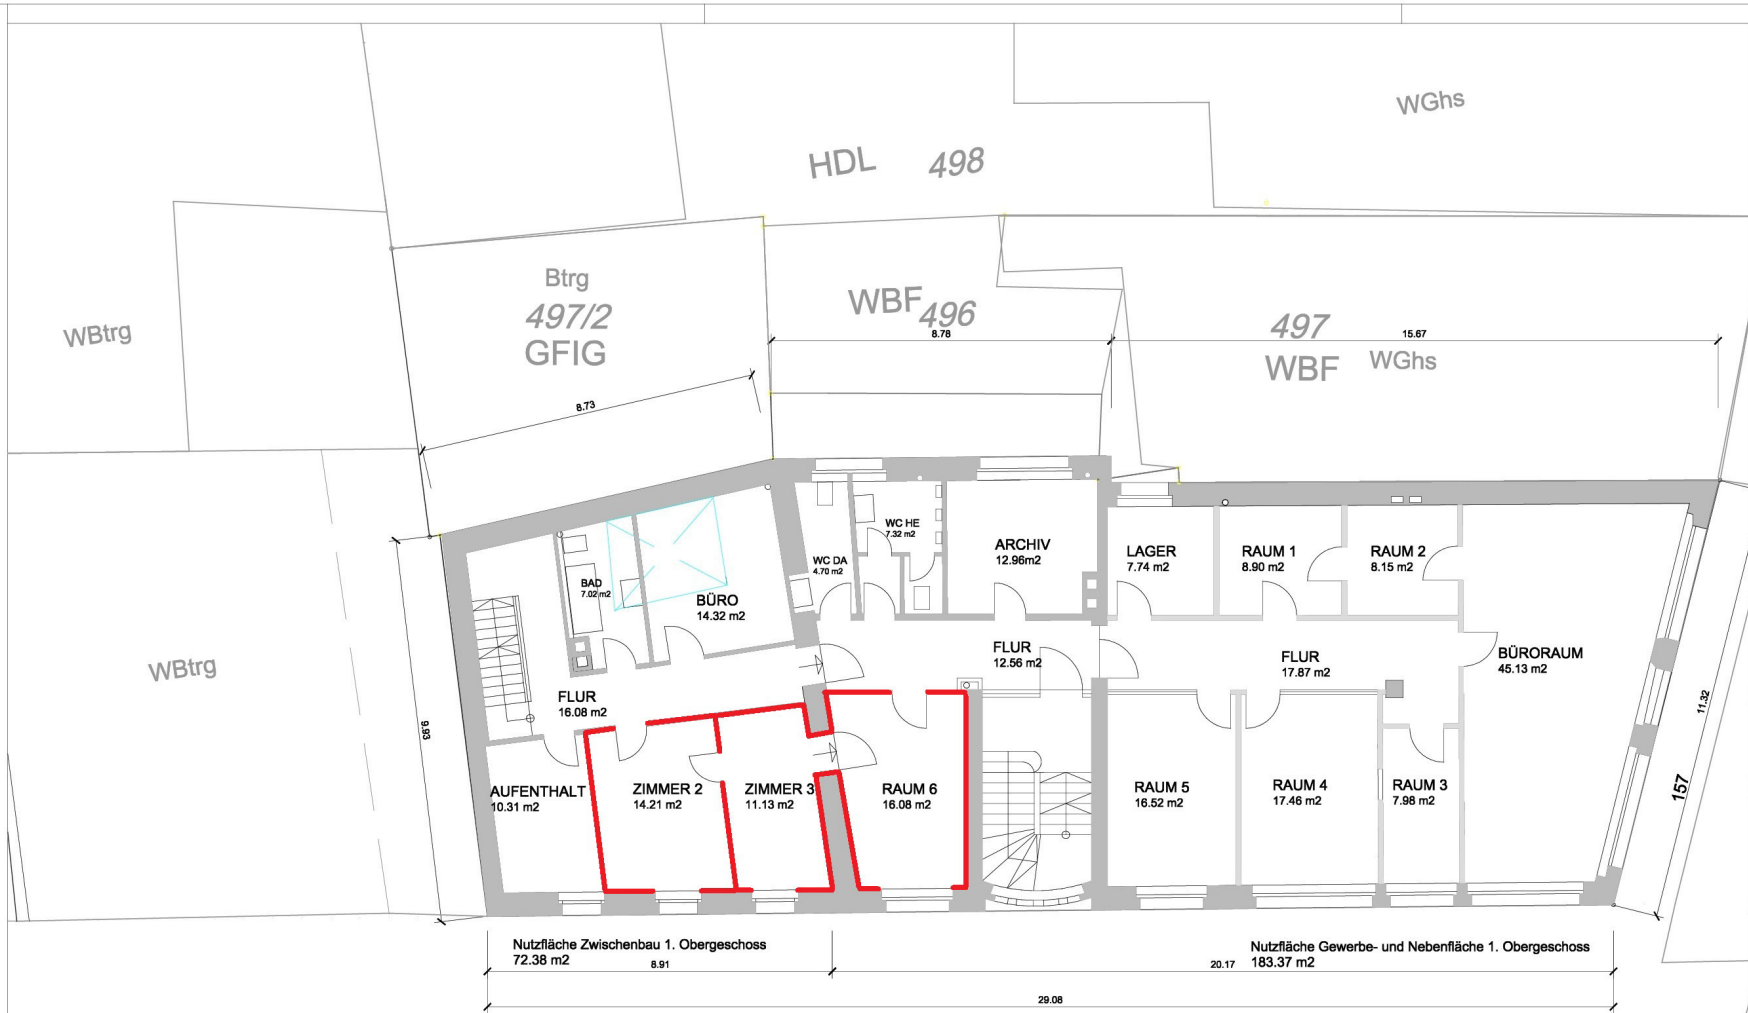 WGhs
HDL 498
Btrg
497/2
GFIG
WBF 496
8.78
497
15.67
WBF WGhs
WBtrg
8.73
WC HE
7.32 m2
ARCHIV
12.96m2
LAGER
7.74 m2
RAUM 1
8.90 m2
RAUM 2
8.15 m2
WC DA
4.70 m2
BAD
7.02 m2
BÜRO
14.32 m2
WBtrg
FLUR
12.56 m2
FLUR
17.87 m2
BÜRORAUM
45.13 m2
FLUR
16.08 m2
9.93
11.32
157
AUFENTHALT
10.31 m2
ZIMMER 2
14.21 m2
ZIMMER 3
11.13 m2
RAUM 6
16.08 m2
RAUM 5
16.52 m2
RAUM 4
17.46 m2
RAUM 3
7.98 m2
Nutzfläche Zwischenbau 1. Obergeschoss
72.38 m2
8.91
Nutzfläche Gewerbe- und Nebenfläche 1. Obergeschoss
183.37 m2
20.17
29.08